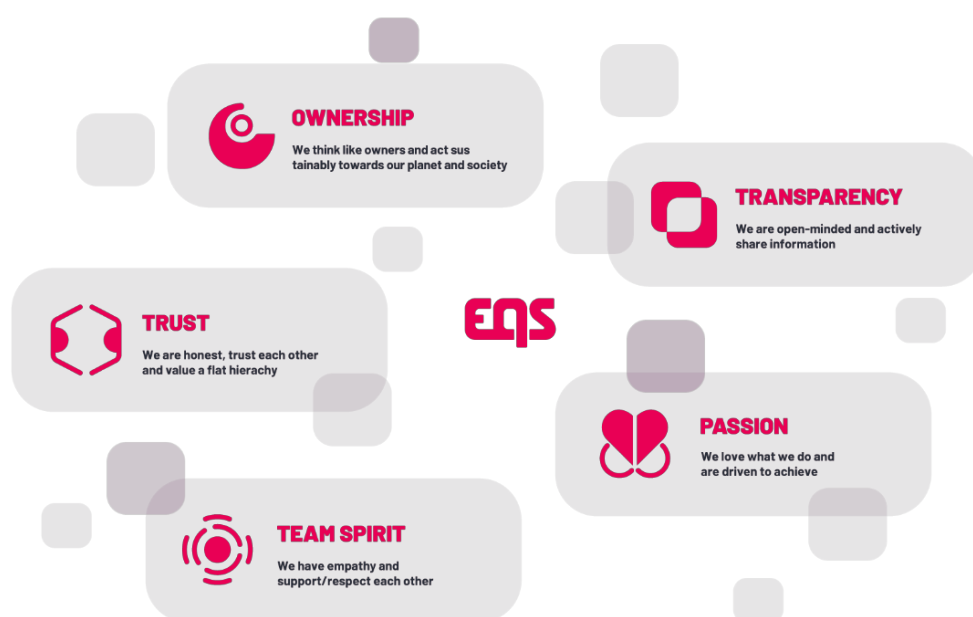 OWNERSHIP
We think like owners and act sus
tainably towards our planet and society
TRANSPARENCY
We are open-minded and actively
share information
TRUST
We are honest, trust each other
and value a flat hierachy
EQS
PASSION
We love what we do and
are driven to achieve
TEAM SPIRIT
We have empathy and
support/respect each other